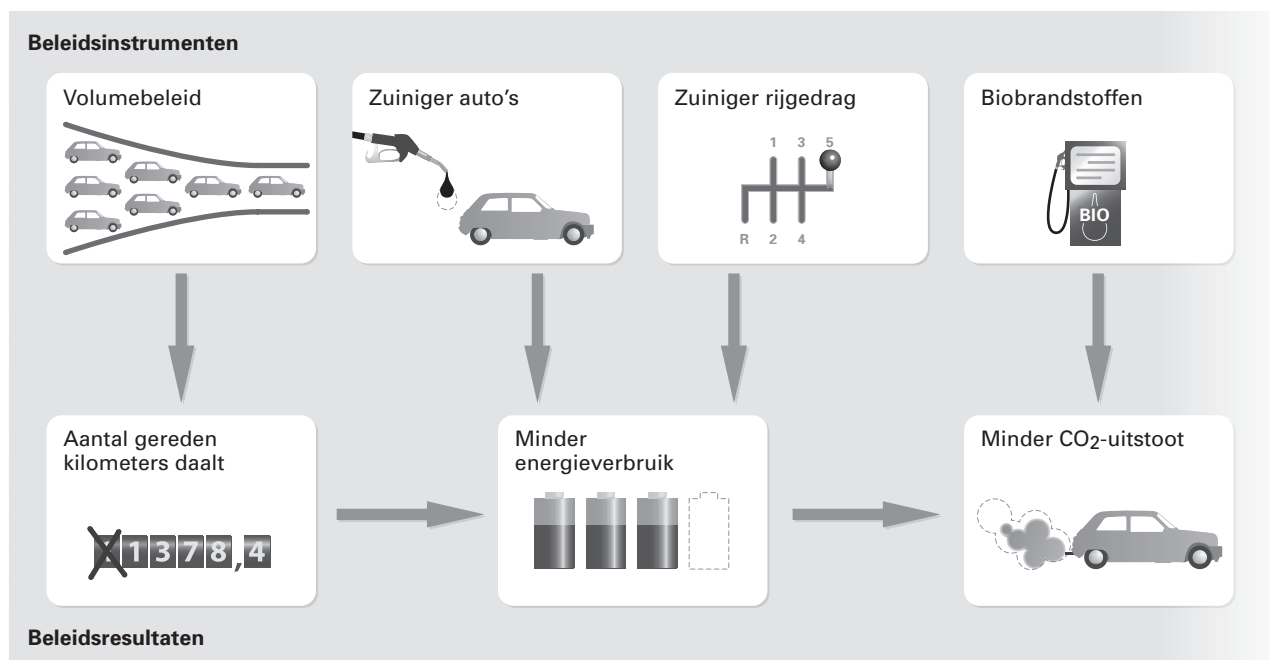 Beleidsinstrumenten
Volumebeleid
Zuiniger auto's
Zuiniger rijgedrag
Biobrandstoffen
1 3 5
R 2 4
BIO
Aantal gereden
kilometers daalt
Minder
energieverbruik
Minder CO2-uitstoot
1378,4
Beleidsresultaten